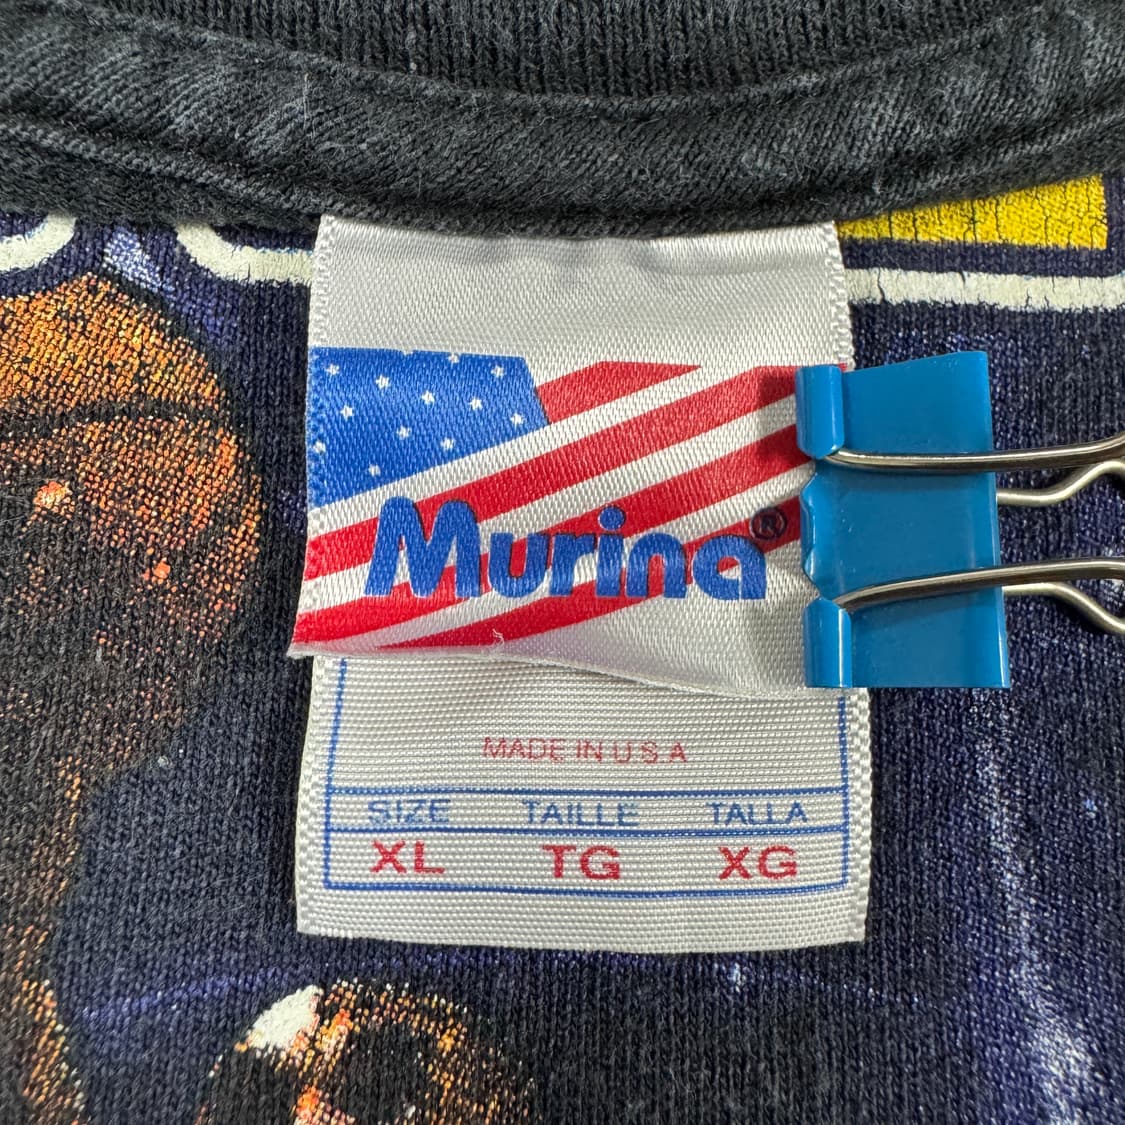 Murina®
MADE IN U.S.A
SIZE TAILLE TALLA
XL TG XG